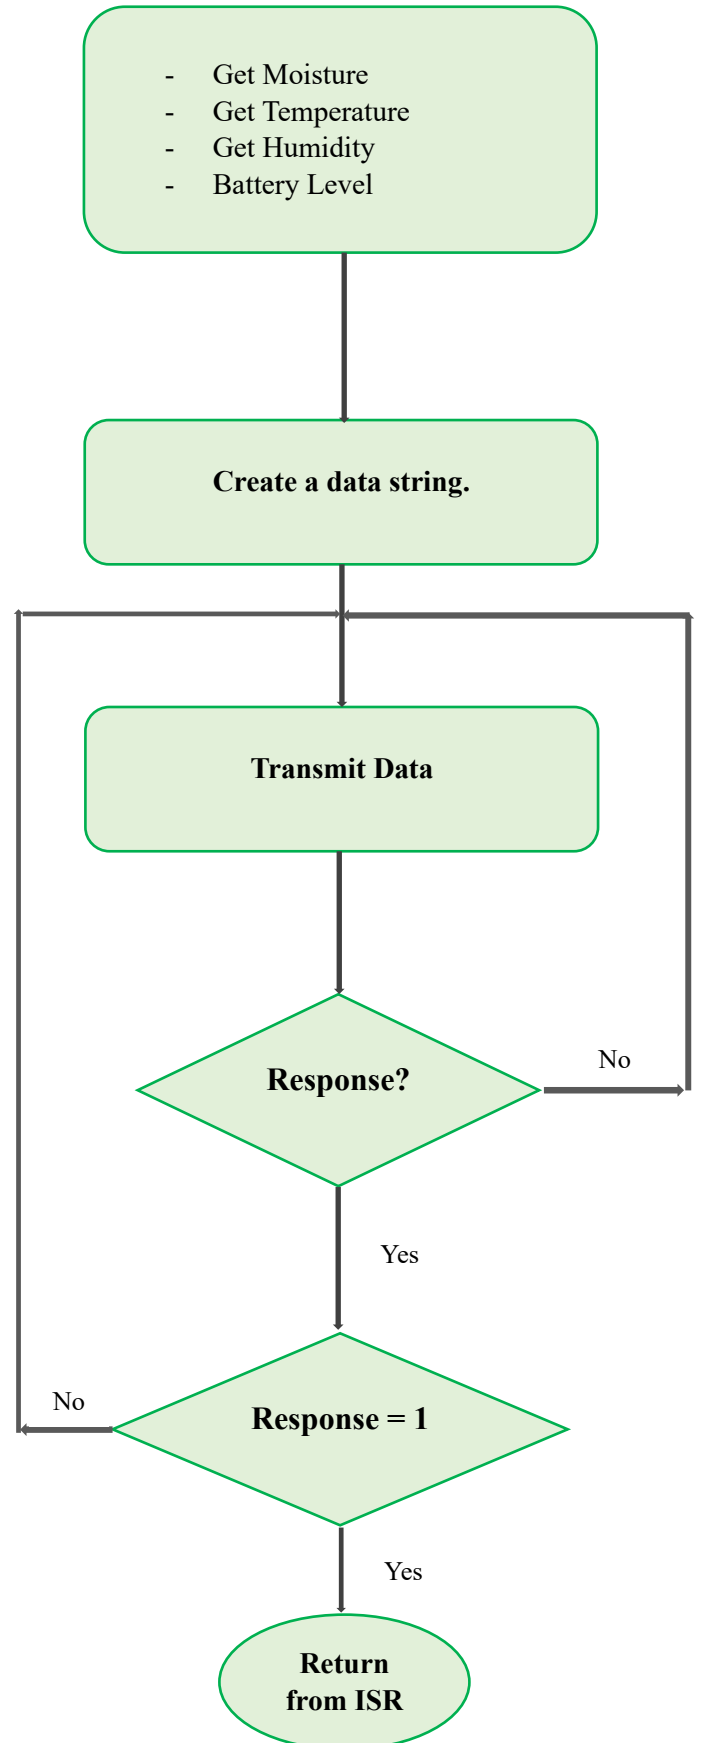 - Get Moisture
- Get Temperature
- Get Humidity
- Battery Level
Create a data string.
Transmit Data
Response?
No
Yes
Response = 1
No
Yes
Return
from ISR